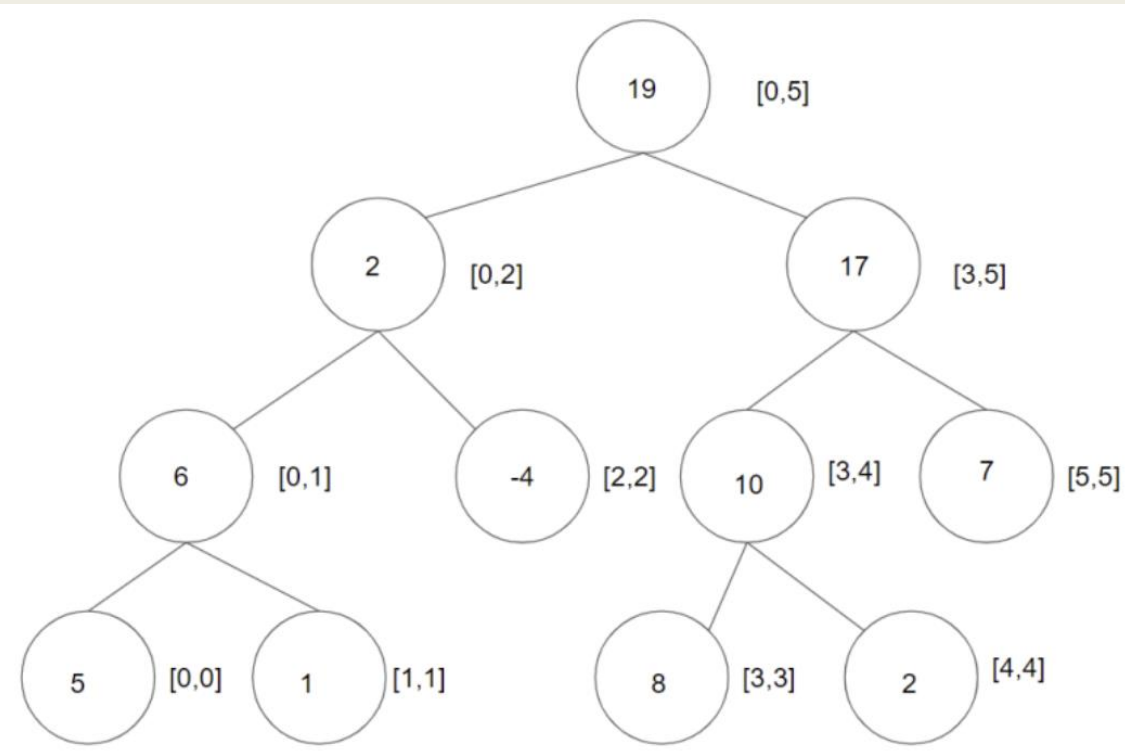 19 [0,5]
2 [0,2] 17 [3,5]
6 [0,1] -4 [2,2] 10 [3,4] 7 [5,5]
5 [0,0] 1 [1,1] 8 [3,3] 2 [4,4]